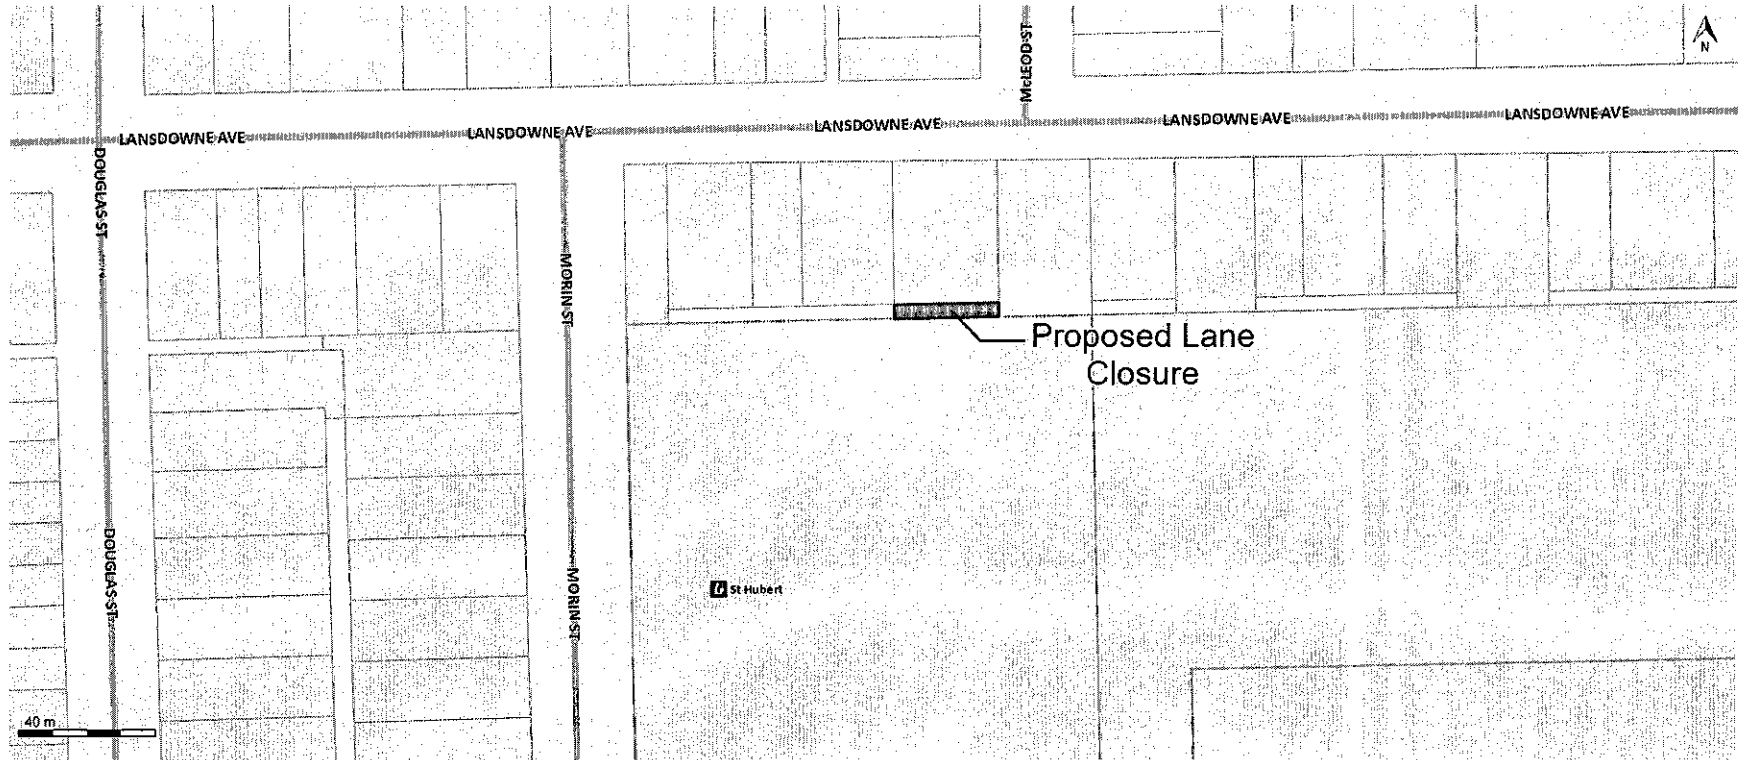 McLEOD ST
N
LANSDOWNE AVE
LANSDOWNE AVE
LANSDOWNE AVE
LANSDOWNE AVE
LANSDOWNE AVE
DOUGLAS ST
MORIN ST
Proposed Lane
Closure
DOUGLAS ST
MORIN ST
St Hubert
40 m